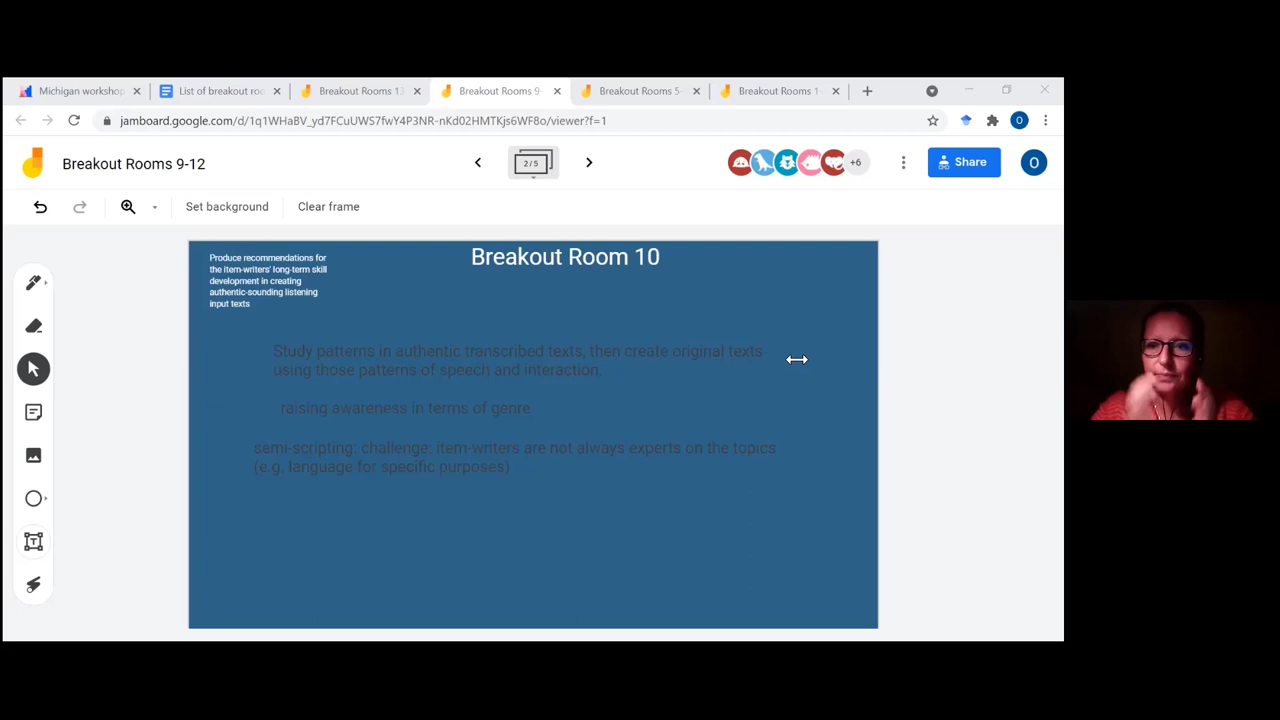 Michigan workshop
List of breakout roo
Breakout Rooms 13
Breakout Rooms 9-
Breakout Rooms 5-
Breakout Rooms 1-
jamboard.google.com/d/1q1WHaBV_yd7FCuUWS7fwY4P3NR-nKd02HMTKjs6WF8o/viewer?f=1
O
Breakout Rooms 9-12
2/5
+6
Share
O
Set background
Clear frame
Breakout Room 10
Produce recommendations for
the item-writers' long-term skill
development in creating
authentic-sounding listening
input texts
Study patterns in authentic transcribed texts, then create original texts
using those patterns of speech and interaction.
raising awareness in terms of genre
semi-scripting. challenge: item-writers are not always experts on the topics
(e.g. language for specific purposes)